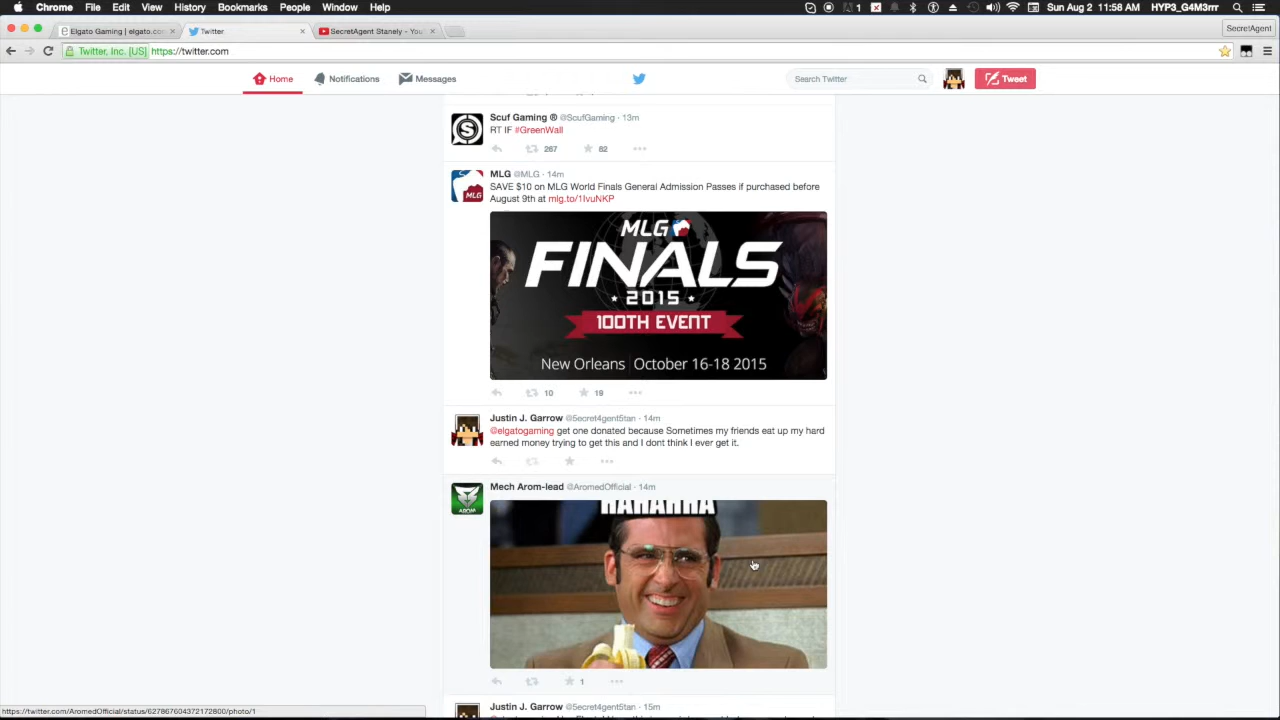 Chrome File Edit View History Bookmarks People Window Help
Sun Aug 2 11:58 AM HYP3_G4M3rr
Elgato Gaming | elgato.co
Twitter
SecretAgent Stanely - You
SecretAgent
Twitter, Inc. [US] https://twitter.com
Home Notifications Messages
Search Twitter
Tweet
Scuf Gaming ® @ScufGaming · 13m
RT IF #GreenWall
267 82
MLG @MLG · 14m
SAVE $10 on MLG World Finals General Admission Passes if purchased before
August 9th at mlg.to/1IvuNKP
MLG
MLG
FINALS
2015
100TH EVENT
New Orleans October 16-18 2015
10 19
Justin J. Garrow @5ecret4gent5tan · 14m
@elgatogaming get one donated because Sometimes my friends eat up my hard
earned money trying to get this and I dont think I ever get it.
Mech Arom-lead @AromedOfficial · 14m
AROM
HAHAHHA
1
Justin J. Garrow @5ecret4gent5tan · 15m
https://twitter.com/AromedOfficial/status/627867604372172800/photo/1